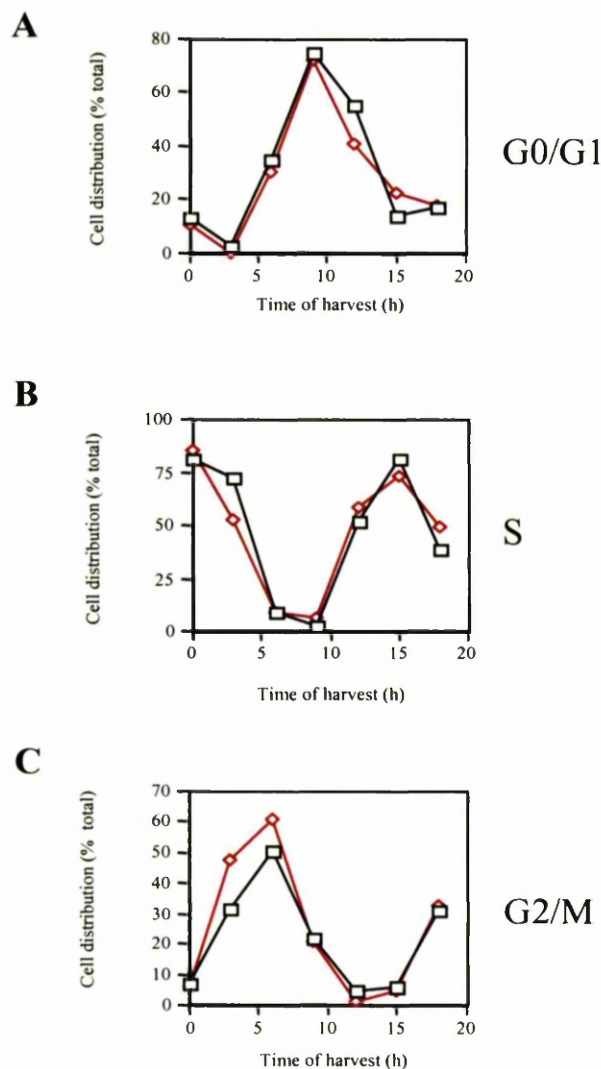 A
Cell distribution (% total)
80
60
40
20
0
0 5 10 15 20
Time of harvest (h)
G0/G1
B
Cell distribution (% total)
100
75
50
25
0
0 5 10 15 20
Time of harvest (h)
S
C
Cell distribution (% total)
70
60
50
40
30
20
10
0
0 5 10 15 20
Time of harvest (h)
G2/M